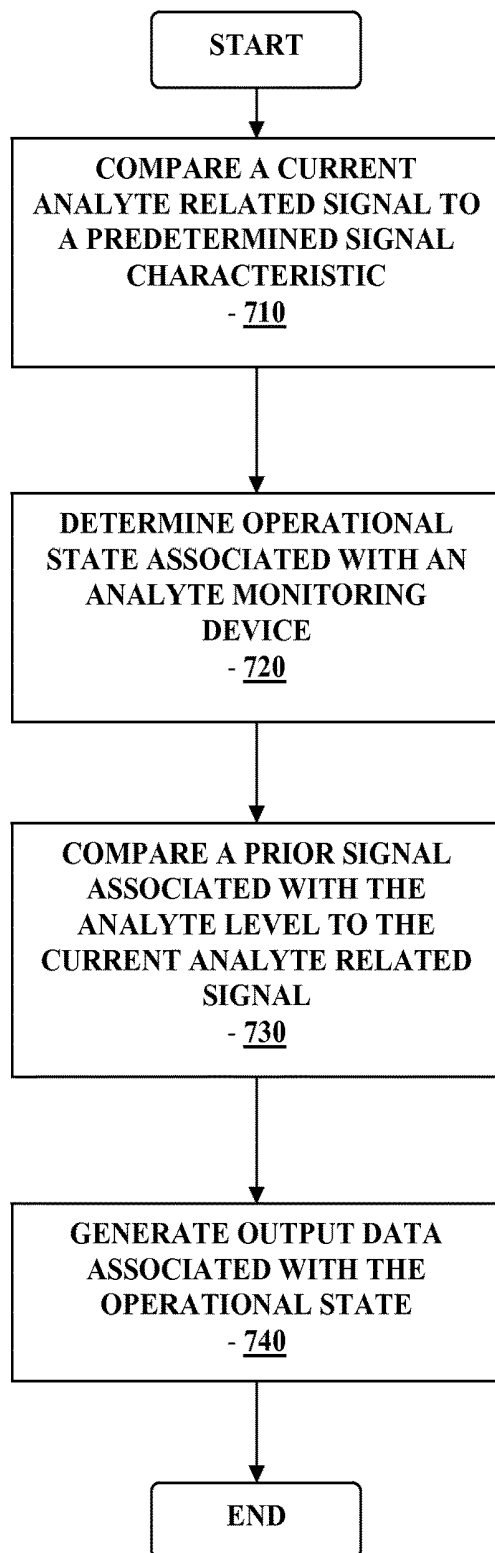 START
COMPARE A CURRENT
ANALYTE RELATED SIGNAL TO
A PREDETERMINED SIGNAL
CHARACTERISTIC
- 710
DETERMINE OPERATIONAL
STATE ASSOCIATED WITH AN
ANALYTE MONITORING
DEVICE
- 720
COMPARE A PRIOR SIGNAL
ASSOCIATED WITH THE
ANALYTE LEVEL TO THE
CURRENT ANALYTE RELATED
SIGNAL
- 730
GENERATE OUTPUT DATA
ASSOCIATED WITH THE
OPERATIONAL STATE
- 740
END